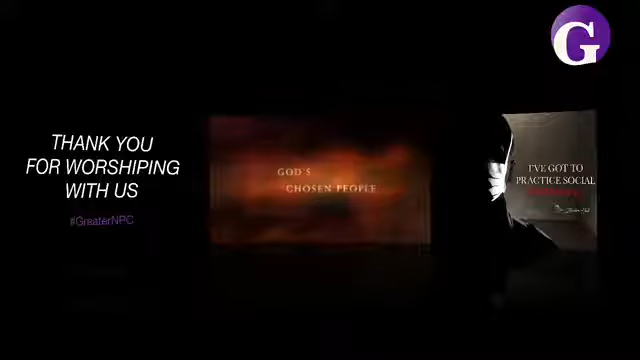 G
THANK YOU
FOR WORSHIPING
WITH US
#GreaterNPC
GOD'S
CHOSEN PEOPLE
I'VE GOT TO
PRACTICE SOCIAL